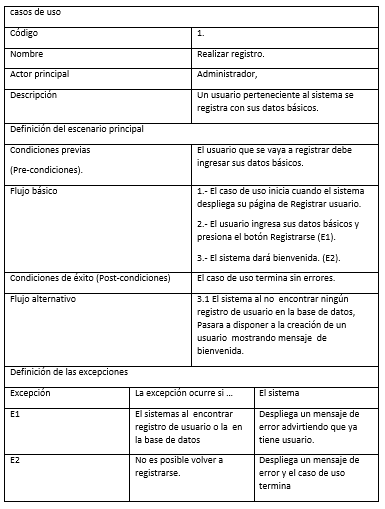 casos de uso
Código 1.
Nombre Realizar registro.
Actor principal Administrador,
Descripción Un usuario perteneciente al sistema se
registra con sus datos básicos.
Definición del escenario principal
Condiciones previas
(Pre-condiciones).
El usuario que se vaya a registrar debe
ingresar sus datos básicos.
Flujo básico
1.- El caso de uso inicia cuando el sistema
despliega su página de Registrar usuario.
2.- El usuario ingresa sus datos básicos y
presiona el botón Registrarse (E1).
3.- El sistema dará bienvenida. (E2).
Condiciones de éxito (Post-condiciones) El caso de uso termina sin errores.
Flujo alternativo
3.1 El sistema al no encontrar ningún
registro de usuario en la base de datos,
Pasara a disponer a la creación de un
usuario mostrando mensaje de
bienvenida.
Definición de las excepciones
Excepción La excepción ocurre si ... El sistema
E1
El sistemas al encontrar
registro de usuario o la en
la base de datos
Despliega un mensaje de
error advirtiendo que ya
tiene usuario.
E2
No es posible volver a
registrarse.
Despliega un mensaje de
error y el caso de uso
termina